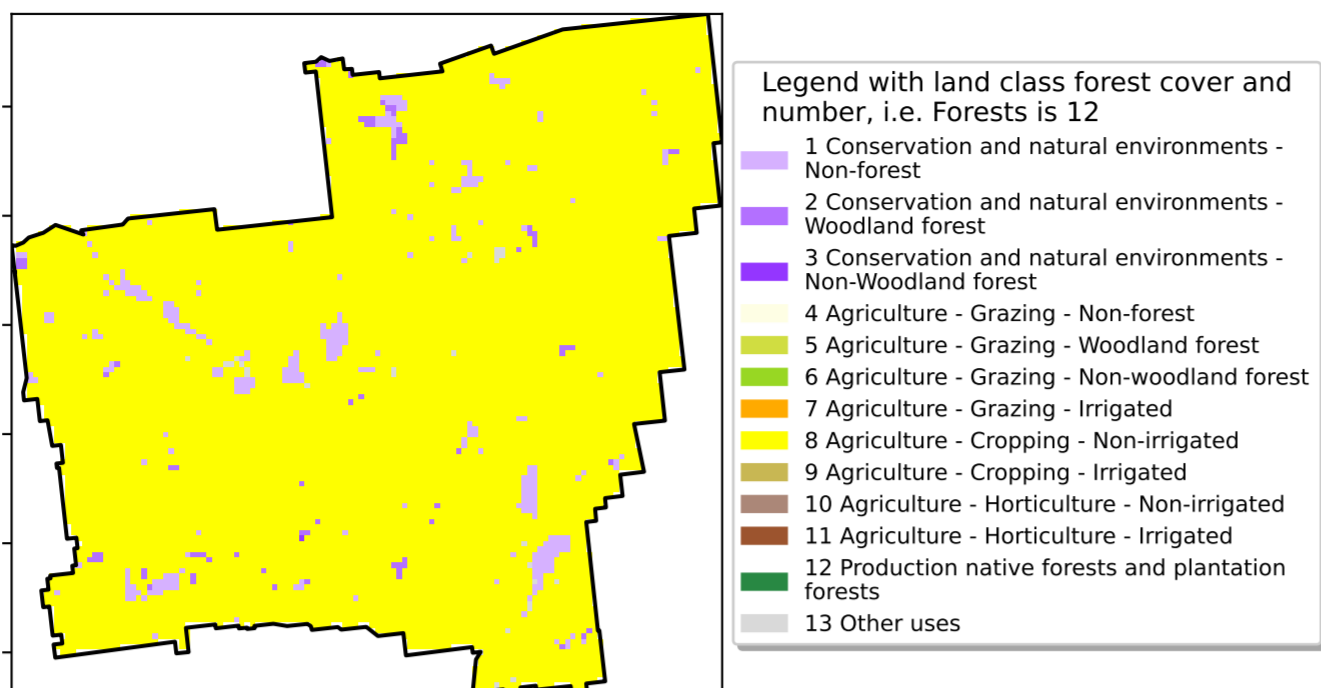 Legend with land class forest cover and
number, i.e. Forests is 12
1 Conservation and natural environments -
Non-forest
2 Conservation and natural environments -
Woodland forest
3 Conservation and natural environments -
Non-Woodland forest
4 Agriculture - Grazing - Non-forest
5 Agriculture - Grazing - Woodland forest
6 Agriculture - Grazing - Non-woodland forest
7 Agriculture - Grazing - Irrigated
8 Agriculture - Cropping - Non-irrigated
9 Agriculture - Cropping - Irrigated
10 Agriculture - Horticulture - Non-irrigated
11 Agriculture - Horticulture - Irrigated
12 Production native forests and plantation
forests
13 Other uses